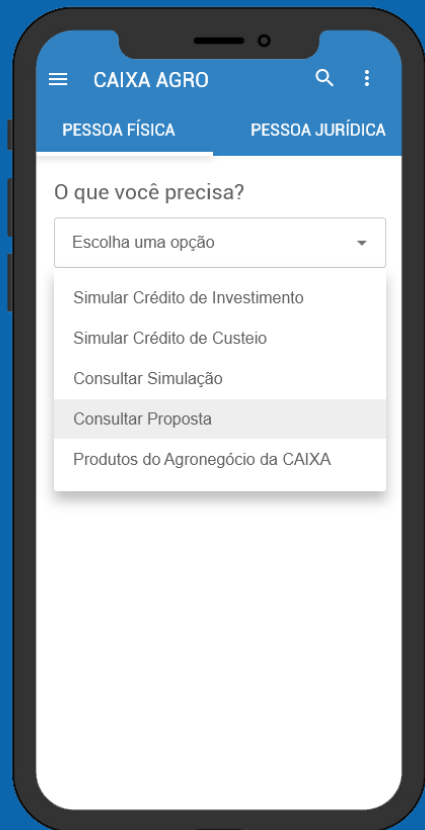 CAIXA AGRO
PESSOA FÍSICA
PESSOA JURÍDICA
O que você precisa?
Escolha uma opção
Simular Crédito de Investimento
Simular Crédito de Custeio
Consultar Simulação
Consultar Proposta
Produtos do Agronegócio da CAIXA